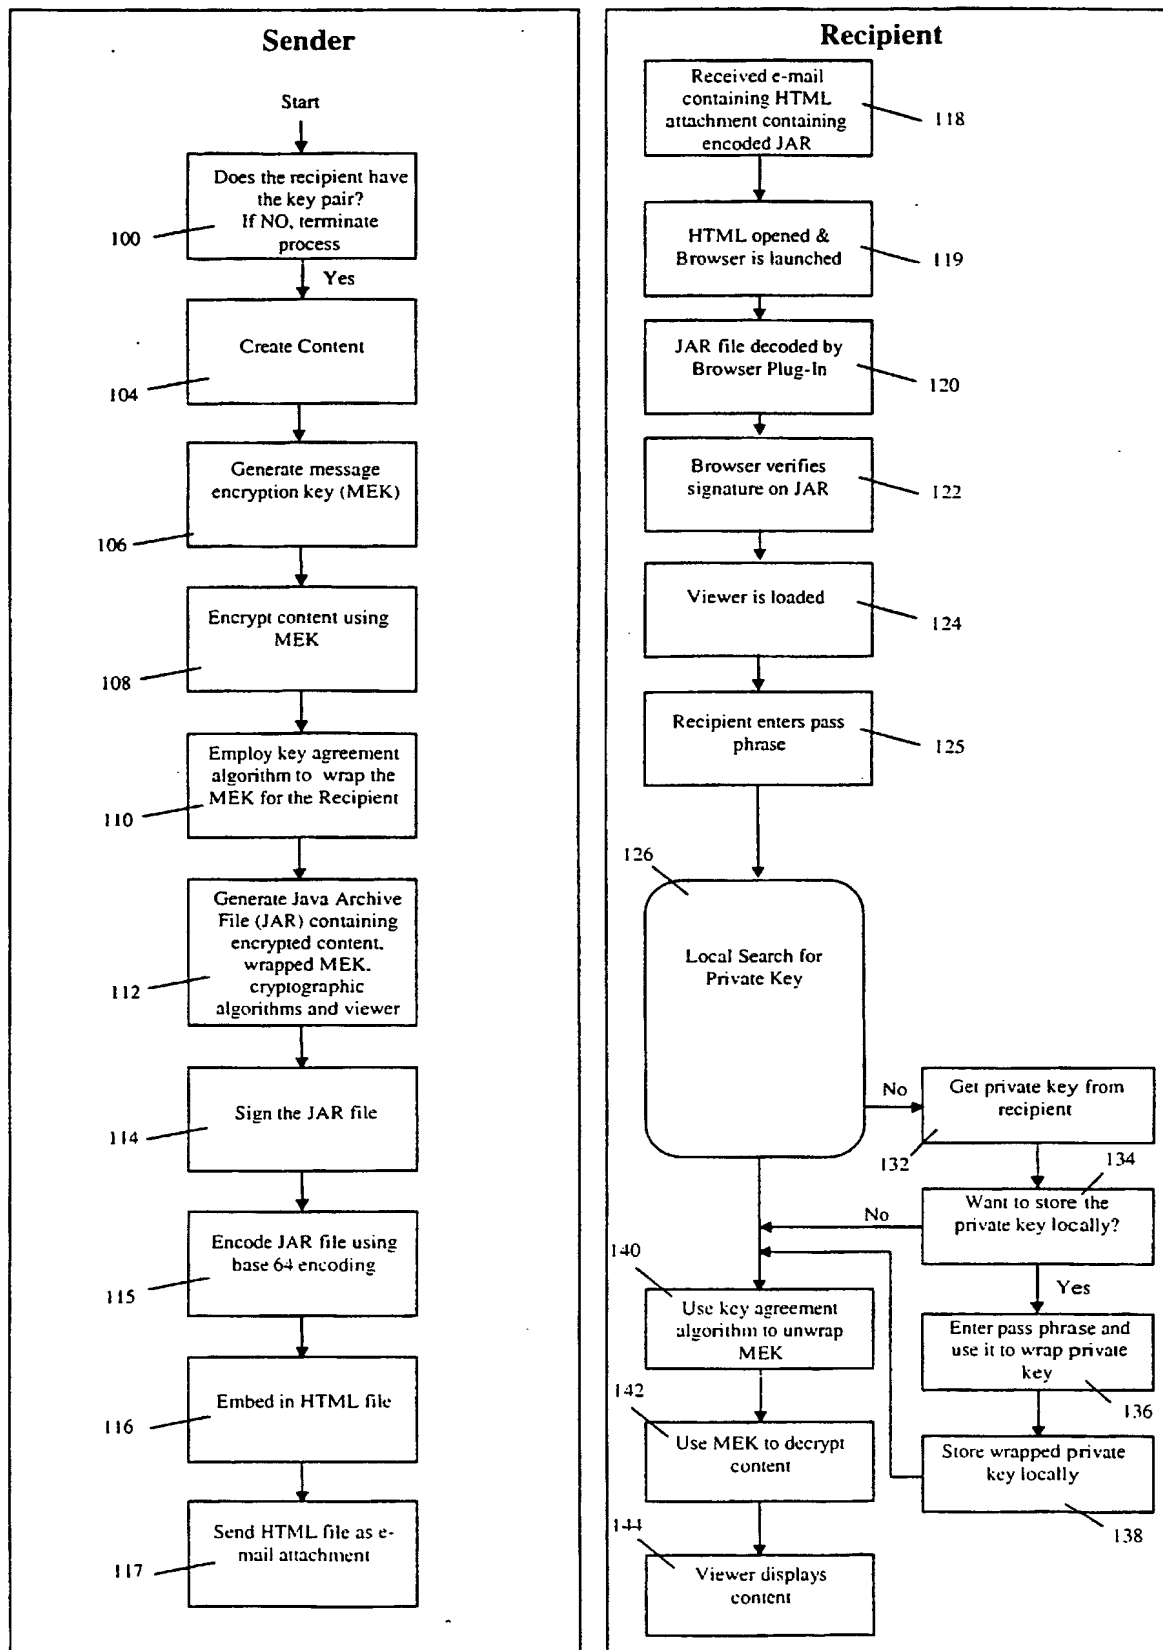 Sender
Start
Does the recipient have
the key pair?
If NO, terminate
process
100
Yes
Create Content
104
Generate message
encryption key (MEK)
106
Encrypt content using
MEK
108
Employ key agreement
algorithm to wrap the
MEK for the Recipient
110
Generate Java Archive
File (JAR) containing
encrypted content,
wrapped MEK,
cryptographic
algorithms and viewer
112
Sign the JAR file
114
Encode JAR file using
base 64 encoding
115
Embed in HTML file
116
Send HTML file as e-
mail attachment
117
Recipient
Received e-mail
containing HTML
attachment containing
encoded JAR
118
HTML opened &
Browser is launched
119
JAR file decoded by
Browser Plug-In
120
Browser verifies
signature on JAR
122
Viewer is loaded
124
Recipient enters pass
phrase
125
126
Local Search for
Private Key
No
Get private key from
recipient
132
134
Want to store the
private key locally?
No
Yes
140
Use key agreement
algorithm to unwrap
MEK
Enter pass phrase and
use it to wrap private
key
136
142
Use MEK to decrypt
content
Store wrapped private
key locally
138
144
Viewer displays
content